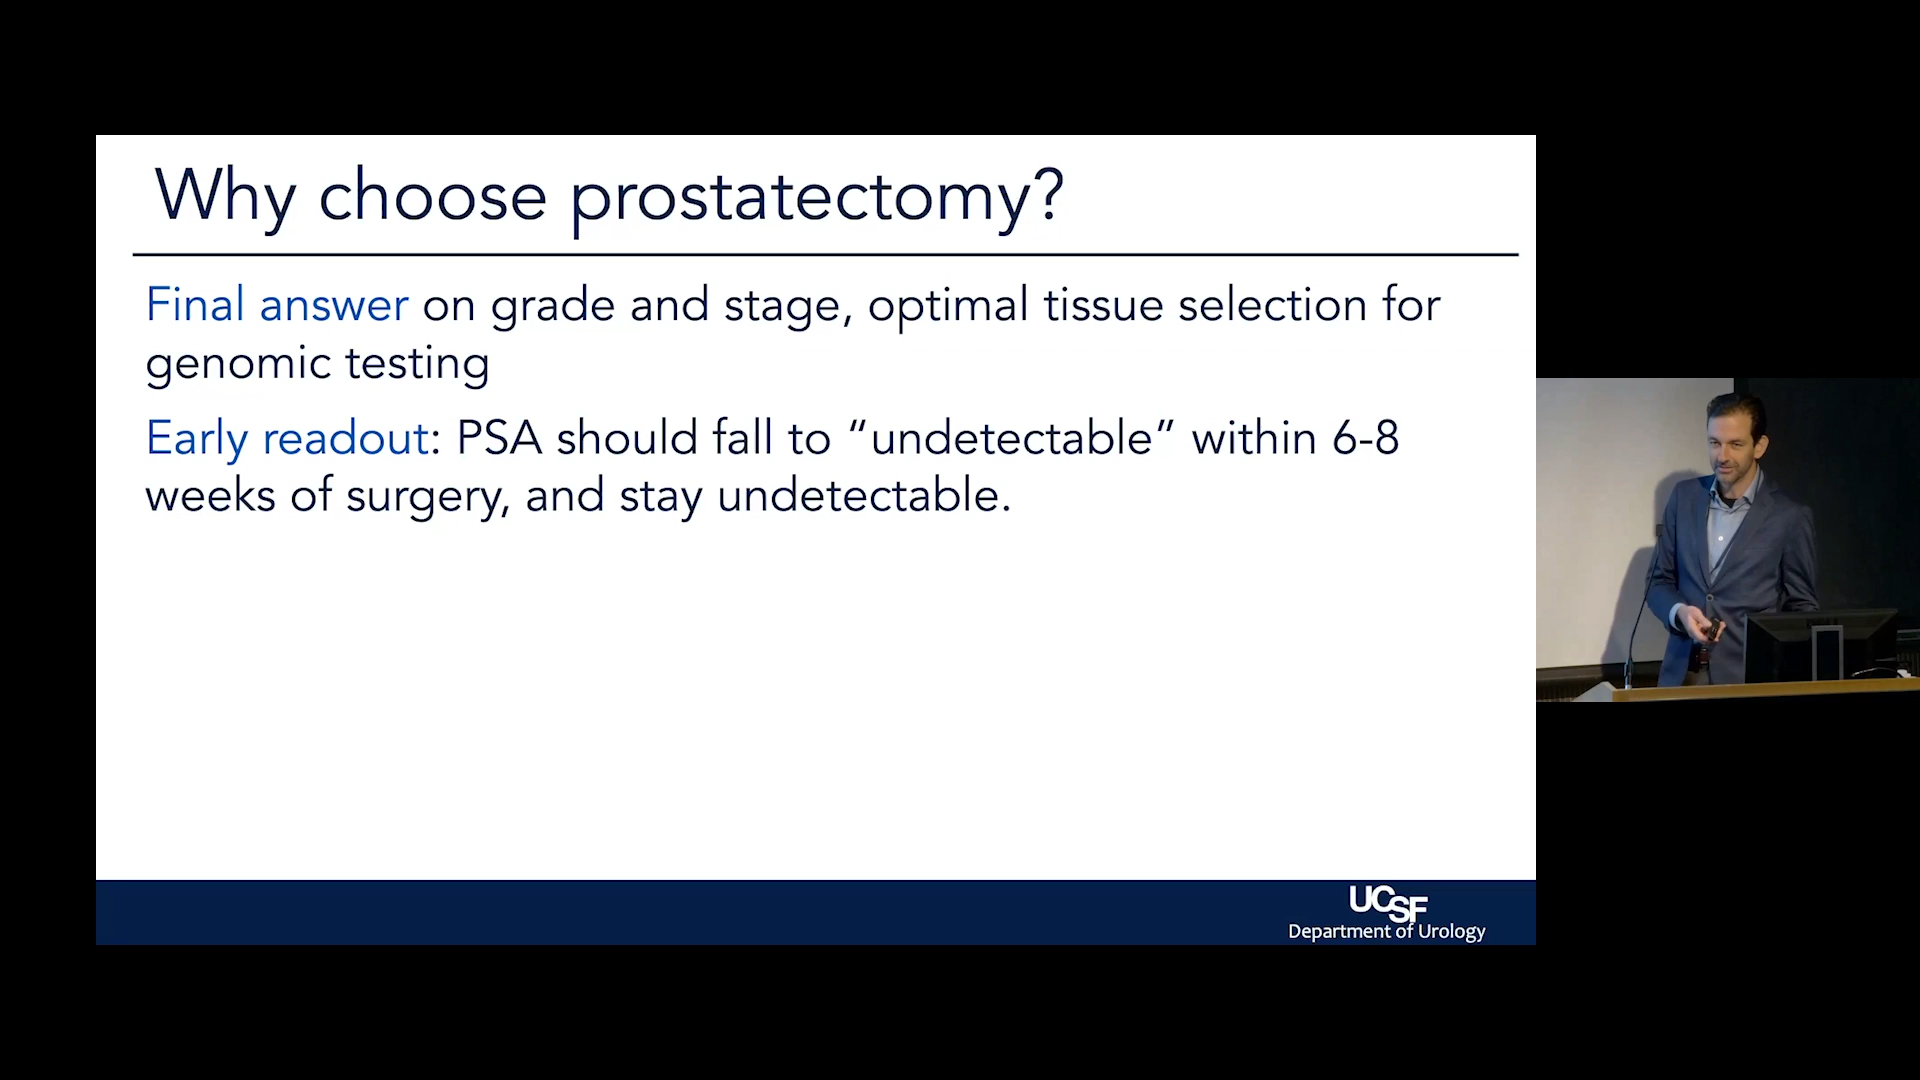 Why choose prostatectomy?
Final answer on grade and stage, optimal tissue selection for
genomic testing
Early readout: PSA should fall to “undetectable” within 6-8
weeks of surgery, and stay undetectable.
UCSF
Department of Urology